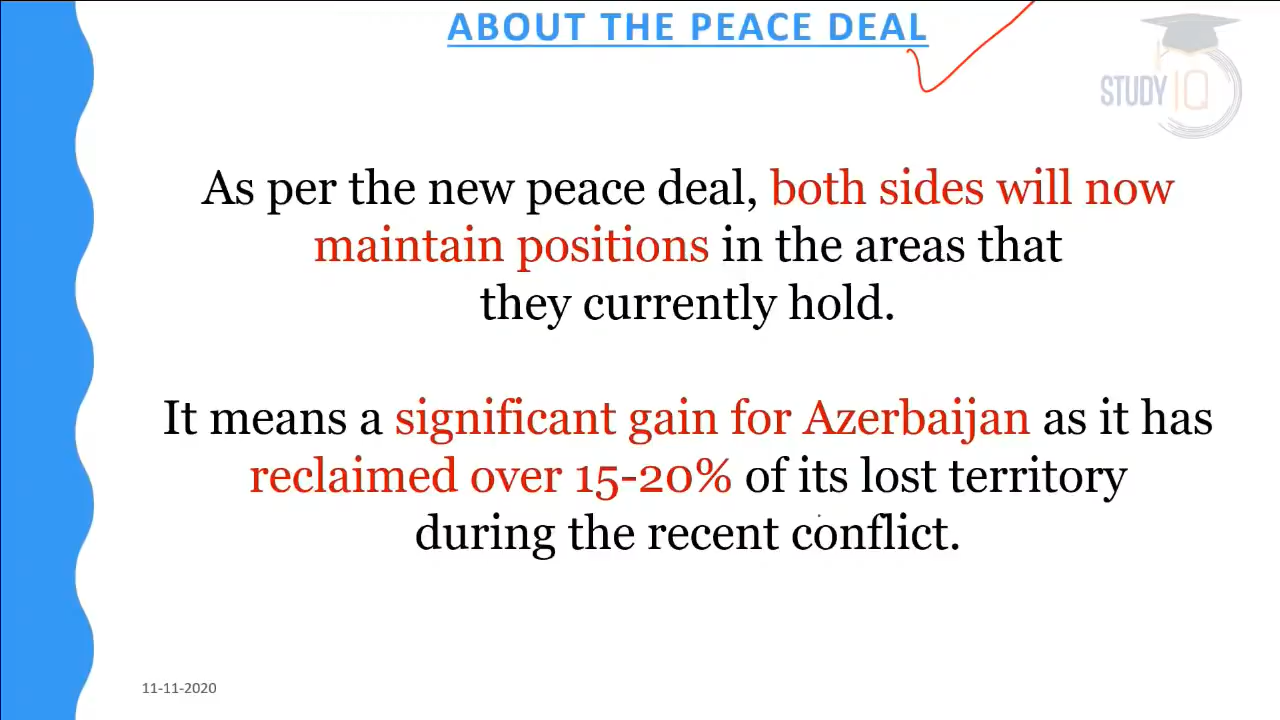 ABOUT THE PEACE DEAL
STUDY IQ
As per the new peace deal, both sides will now
maintain positions in the areas that
they currently hold.
It means a significant gain for Azerbaijan as it has
reclaimed over 15-20% of its lost territory
during the recent conflict.
11-11-2020